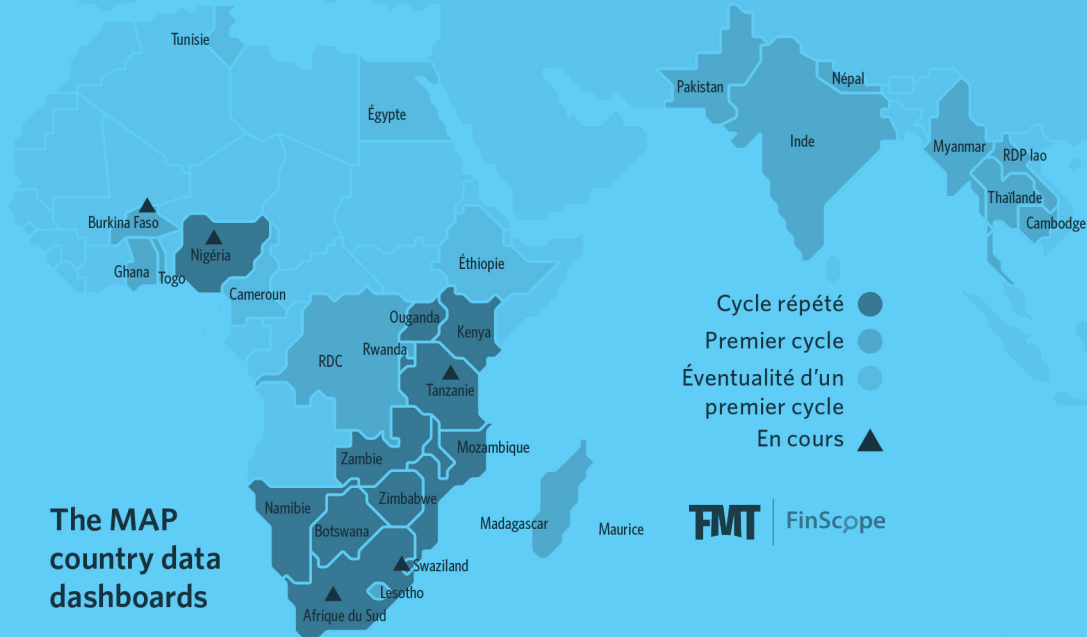 Tunisie
Égypte
Pakistan
Népal
Inde
Myanmar
RDP lao
Thaïlande
Cambodge
Burkina Faso
Nigéria
Ghana
Togo
Cameroun
Éthiopie
Ouganda
Kenya
RDC
Rwanda
Tanzanie
Cycle répété
Premier cycle
Éventualité d'un
premier cycle
En cours
Zambie
Mozambique
Namibie
Zimbabwe
Botswana
Madagascar
Maurice
Swaziland
Lesotho
Afrique du Sud
The MAP
country data
dashboards
FMT
FinScope